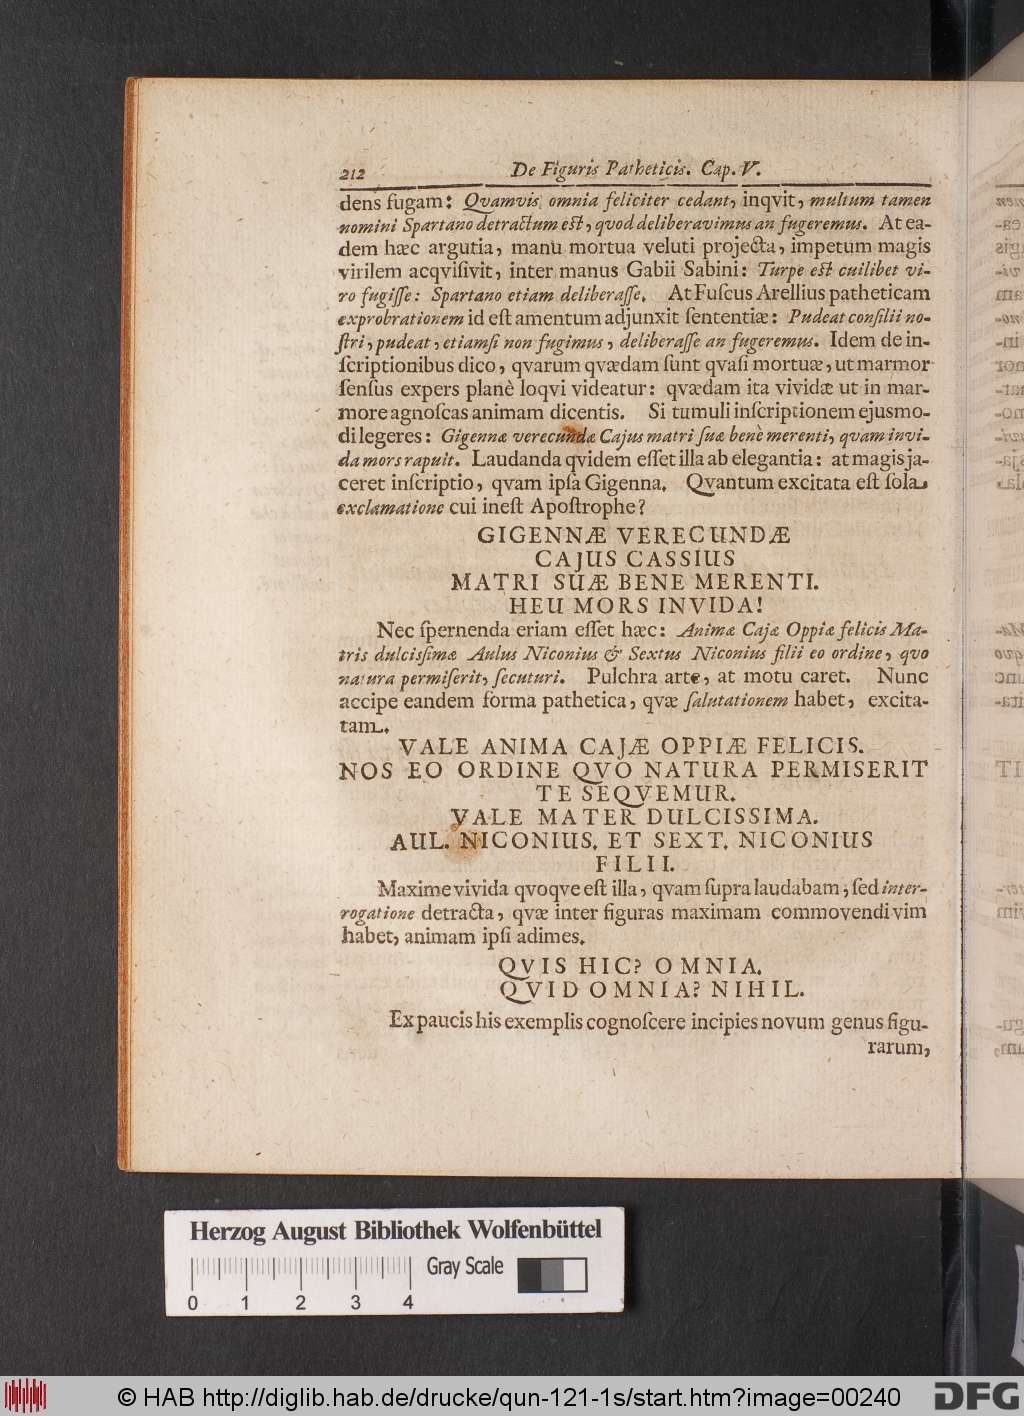 212 De Figuris Patheticis. Cap. V.
dens fugam: Qvamvis omnia feliciter cedant, inqvit, multum tamen
nomini Spartano detractum est, quod deliberavimus an fugeremus. At ea-
dem hæc argutia, manu mortua veluti projecta, impetum magis
virilem acqvisivit, inter manus Gabii Sabini: Turpe est cuilibet vi-
ro fugisse: Spartano etiam deliberasse. At Fuscus Arellius patheticam
exprobrationem id est amentum adjunxit sententiæ: Pudeat consilii no-
stri, pudeat, etiamsi non fugimus, deliberasse an fugeremus. Idem de in-
scriptionibus dico, qvarum qvædam sunt qvasi mortuæ, ut marmor
sensus expers planè loqvi videatur: qvædam ita vividæ ut in mar-
more agnoscas animam dicentis. Si tumuli inscriptionem ejusmo-
di legeres: Gigennæ verecundæ Cajus matri suæ benè merenti, qvam invi-
da mors rapuit. Laudanda qvidem esset illa ab elegantia: at magis ja-
ceret inscriptio, qvam ipsa Gigenna. Qvantum excitata est sola
exclamatione cui inest Apostrophe?
GIGENNÆ VERECUNDÆ
CAJUS CASSIUS
MATRI SUÆ BENE MERENTI.
HEU MORS INVIDA!
Nec spernenda eriam esset hæc: Animæ Cajæ Oppiæ felicis Ma-
tris dulcissimæ Aulus Niconius & Sextus Niconius filii eo ordine, qvo
natura permiserit, secuturi. Pulchra arte, at motu caret. Nunc
accipe eandem forma pathetica, qvæ salutationem habet, excita-
tam.
VALE ANIMA CAJÆ OPPIÆ FELICIS.
NOS EO ORDINE QVO NATURA PERMISERIT
TE SEQVEMUR.
VALE MATER DULCISSIMA.
AUL. NICONIUS. ET SEXT. NICONIUS
FILII.
Maxime vivida qvoqve est illa, qvam supra laudabam; sed inter-
rogatione detracta, qvæ inter figuras maximam commovendi vim
habet, animam ipsi adimes.
QVIS HIC? OMNIA.
QVID OMNIA? NIHIL.
Ex paucis his exemplis cognoscere incipies novum genus figu-
rarum,
Herzog August Bibliothek Wolfenbüttel
Gray Scale
0 1 2 3 4
© HAB http://diglib.hab.de/drucke/qun-121-1s/start.htm?image=00240
DFG